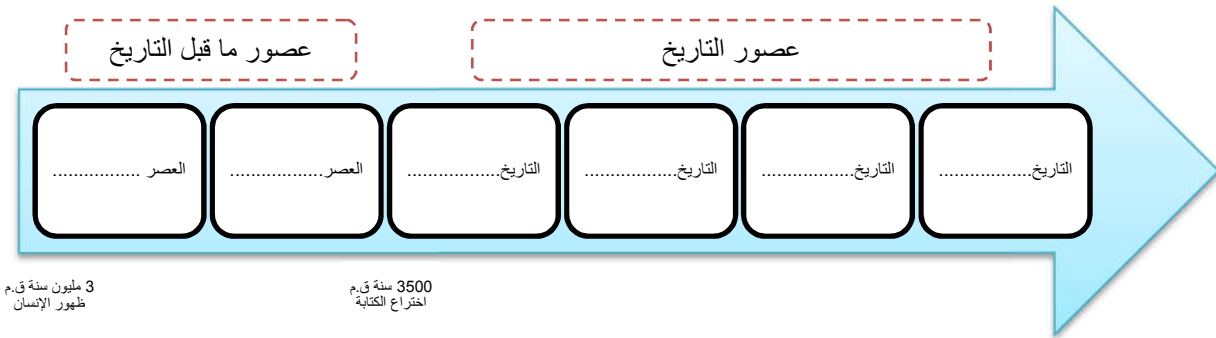 عصور ما قبل التاريخ
عصور التاريخ
العصر .................
العصر..................
التاريخ..................
التاريخ..................
التاريخ..................
التاريخ..................
3 مليون سنة ق.م
ظهور الإنسان
3500 سنة ق.م
اختراع الكتابة